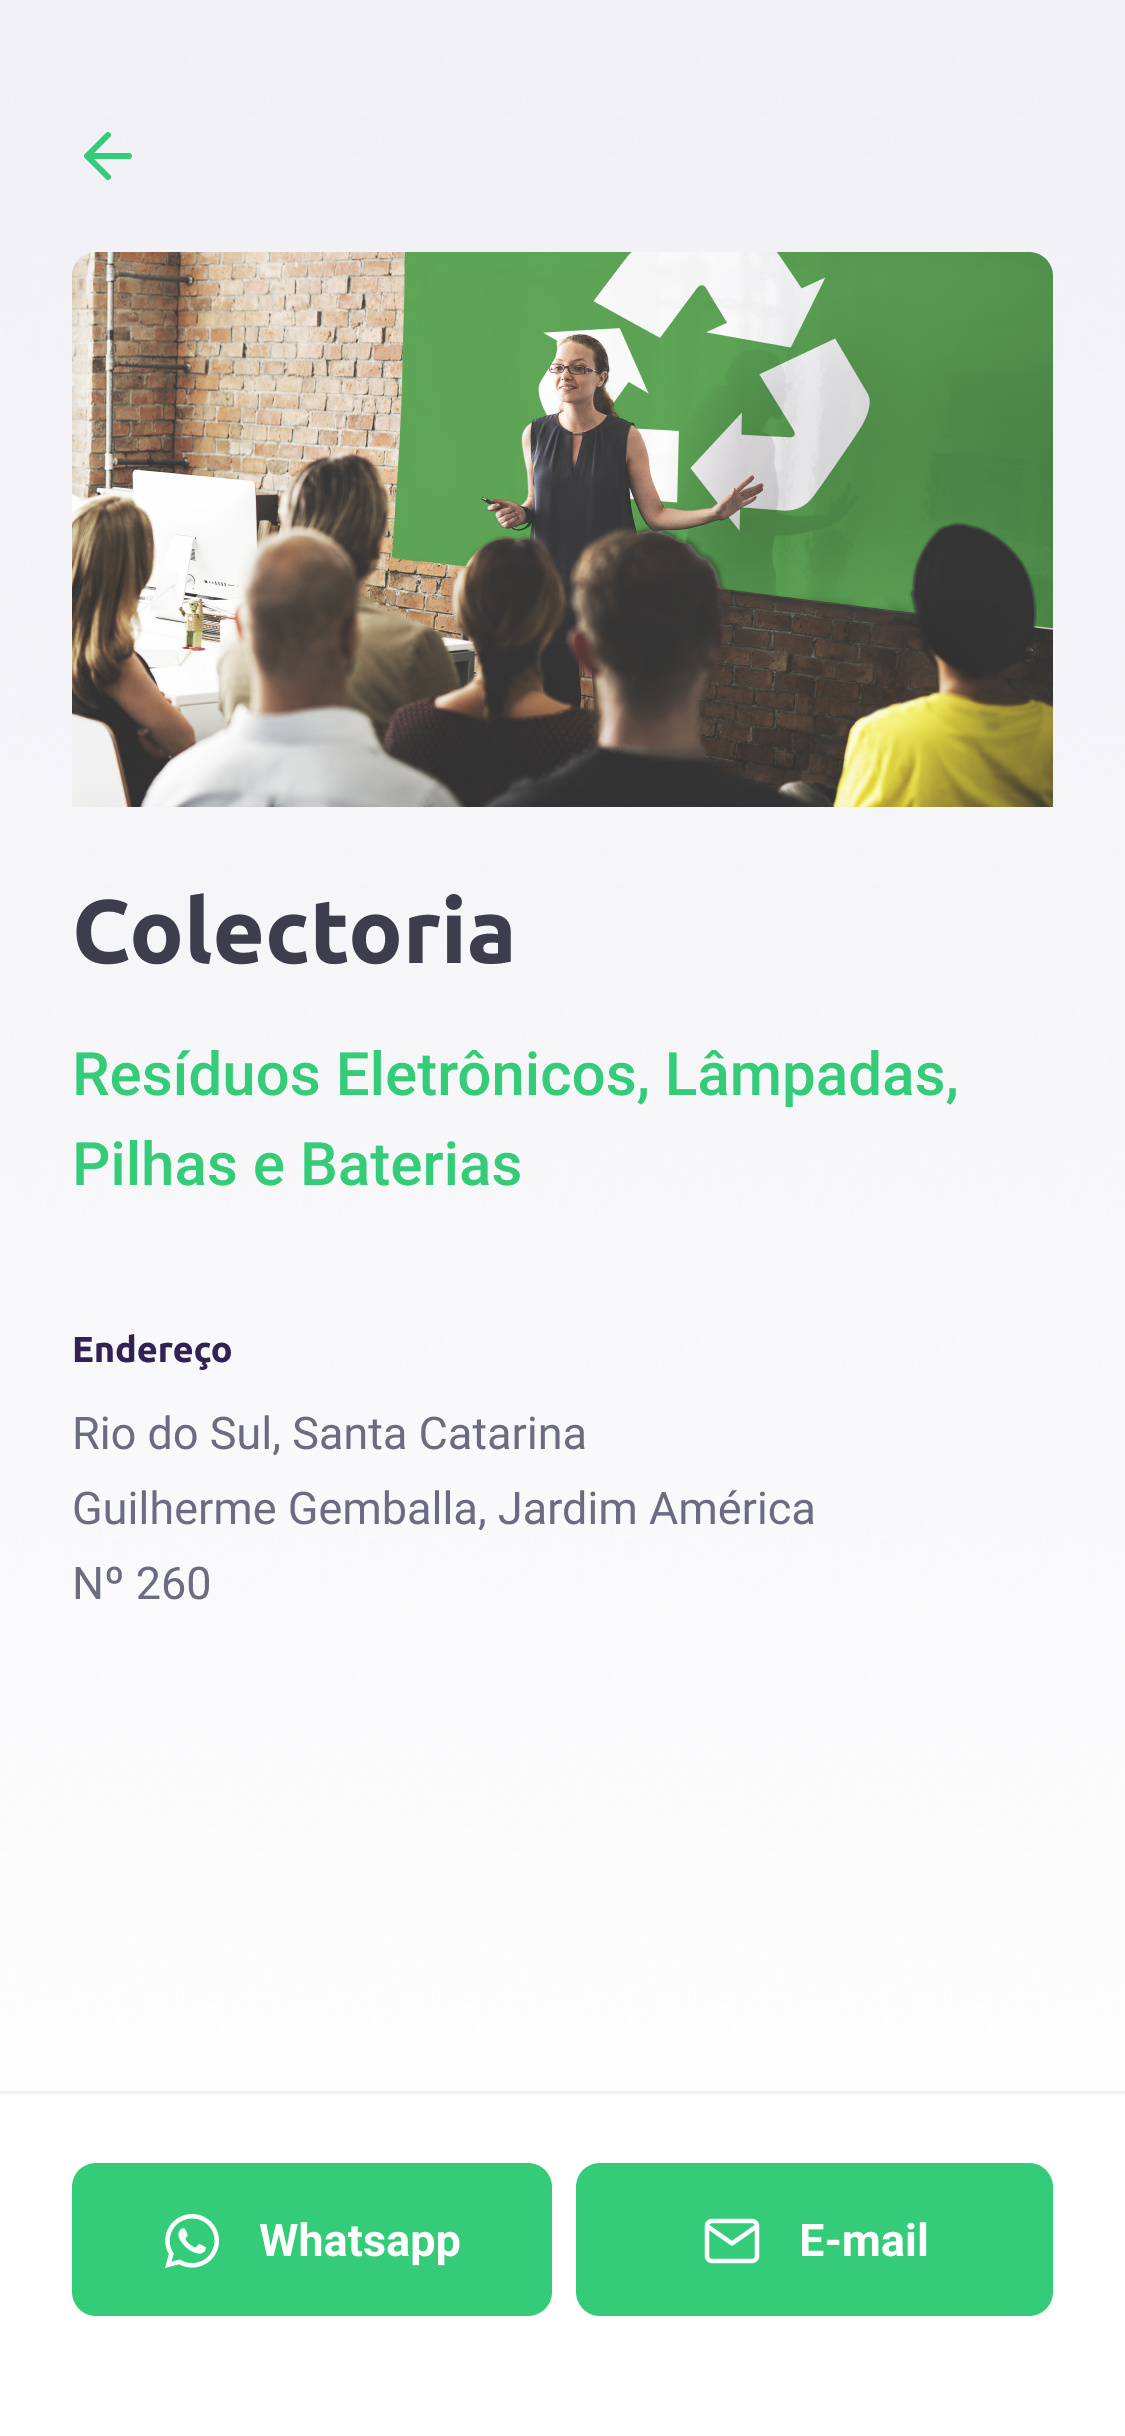 Colectoria
Resíduos Eletrônicos, Lâmpadas,
Pilhas e Baterias
Endereço
Rio do Sul, Santa Catarina
Guilherme Gemballa, Jardim América
Nº 260
Whatsapp
E-mail